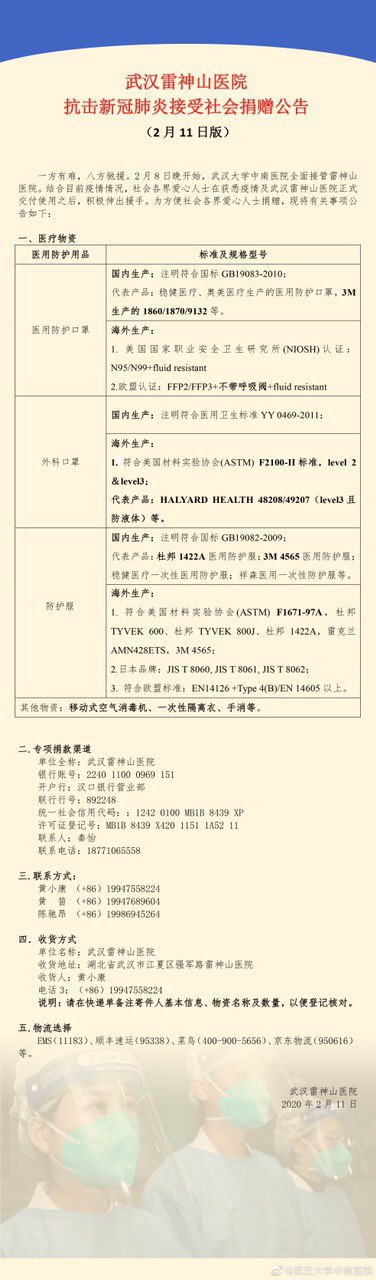 武汉雷神山医院
抗击新冠肺炎接受社会捐赠公告
（2 月 11 日版）
一方有难，八方驰援。2 月 8 日晚开始，武汉大学中南医院全面接管雷神山
医院。结合目前疫情情况，社会各界爱心人士在获悉疫情及武汉雷神山医院正式
交付使用之后，积极伸出援手。为方便社会各界爱心人士捐赠，现将有关事项公
告如下：
一、医疗物资
医用防护用品 标准及规格型号
医用防护口罩
国内生产：注明符合国标 GB19083-2010；
代表产品：稳健医疗、奥美医疗生产的医用防护口罩，3M
生产的 1860/1870/9132 等。
海外生产：
1. 美国国家职业安全卫生研究所(NIOSH)认证：
N95/N99+fluid resistant
2.欧盟认证：FFP2/FFP3+不带呼吸阀+fluid resistant
外科口罩
国内生产：注明符合医用卫生标准 YY 0469-2011；
海外生产：
1. 符合美国材料实验协会(ASTM) F2100-II 标准，level 2
＆level3；
代表产品：HALYARD HEALTH 48208/49207（level3 且
防液体）等。
防护服
国内生产：注明符合国标 GB19082-2009；
代表产品：杜邦 1422A 医用防护服；3M 4565 医用防护服；
稳健医疗一次性医用防护服；祥森医用一次性防护服等。
海外生产：
1. 符合美国材料实验协会(ASTM) F1671-97A，杜邦
TYVEK 600、杜邦 TYVEK 800J、杜邦 1422A，雷克兰
AMN428ETS，3M 4565；
2.日本品牌：JIS T 8060, JIS T 8061, JIS T 8062；
3. 符合欧盟标准：EN14126 +Type 4(B)/EN 14605 以上。
其他物资：移动式空气消毒机、一次性隔离衣、手消等。
二．专项捐款渠道
单位全称：武汉雷神山医院
银行账号：2240 1100 0969 151
开户行：汉口银行营业部
联行行号：892248
统一社会信用代码：：1242 0100 MB1B 8439 XP
许可证登记号：MB1B 8439 X420 1151 1A52 11
联系人：秦怡
联系电话：18771065558
三．联系方式：
黄小康 （+86）19947558224
黄 笛 （+86）19947689604
陈驰昂 （+86）19986945264
四．收货方式
单位名称：武汉雷神山医院
收货地址：湖北省武汉市江夏区强军路雷神山医院
收货人：黄小康
电话 3：（+86）19947558224
说明：请在快递单备注寄件人基本信息、物资名称及数量，以便登记核对。
五．物流选择
EMS(11183)、顺丰速运(95338)、菜鸟(400-900-5656)、京东物流(950616)
等。
武汉雷神山医院
2020 年 2 月 11 日
@武汉大学中南医院